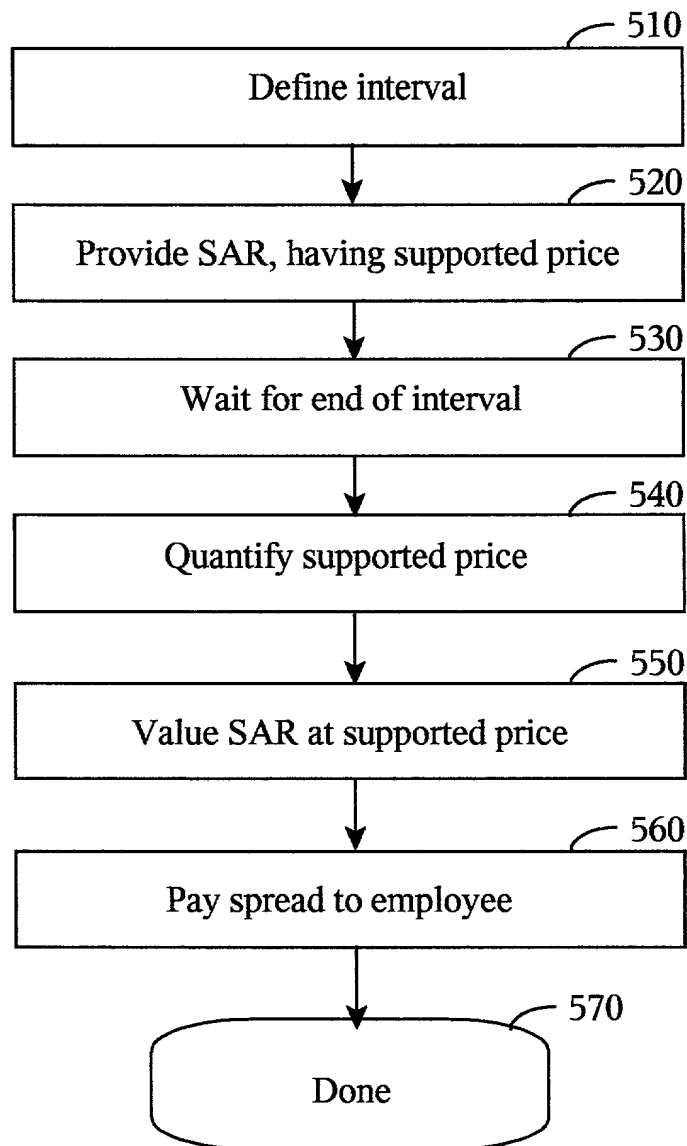 510
Define interval
520
Provide SAR, having supported price
530
Wait for end of interval
540
Quantify supported price
550
Value SAR at supported price
560
Pay spread to employee
570
Done